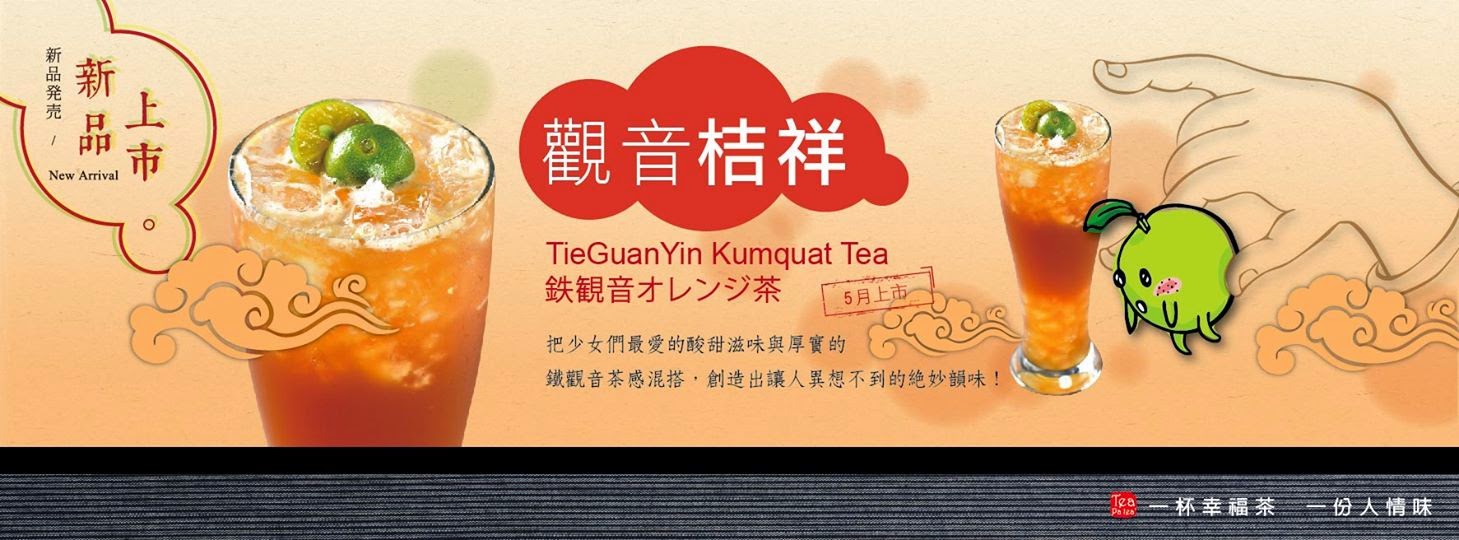 新品発売 / New Arrival
新品上市。
觀音桔祥
TieGuanYin Kumquat Tea
鉄観音オレンジ茶
5月上市
把少女們最愛的酸甜滋味與厚實的
鐵觀音茶感混搭，創造出讓人異想不到的絶妙韻味！
Tea
一杯幸福茶　一份人情味